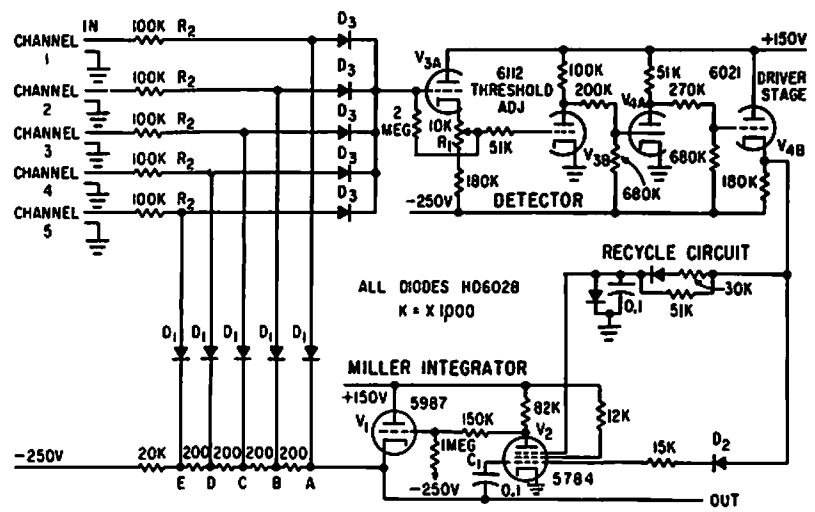 IN
CHANNEL 1
100K R2
D3
CHANNEL 2
100K R2
D3
CHANNEL 3
100K R2
D3
CHANNEL 4
100K R2
D3
CHANNEL 5
100K R2
D3
V3A
6112
THRESHOLD
ADJ
2 MEG
10K
R1
51K
180K
100K
200K
V3B
680K
51K
V4A
270K
680K
6021
+150V
DRIVER
STAGE
V4B
180K
-250V
DETECTOR
RECYCLE CIRCUIT
0.1
30K
51K
ALL DIODES HD6028
K = X 1,000
D1 D1 D1 D1 D1
MILLER INTEGRATOR
+150V
5987
V1
150K
1MEG
-250V
82K
V2
12K
C1
0.1
5784
15K
D2
-250V
20K 200 200 200 200
E D C B A
OUT